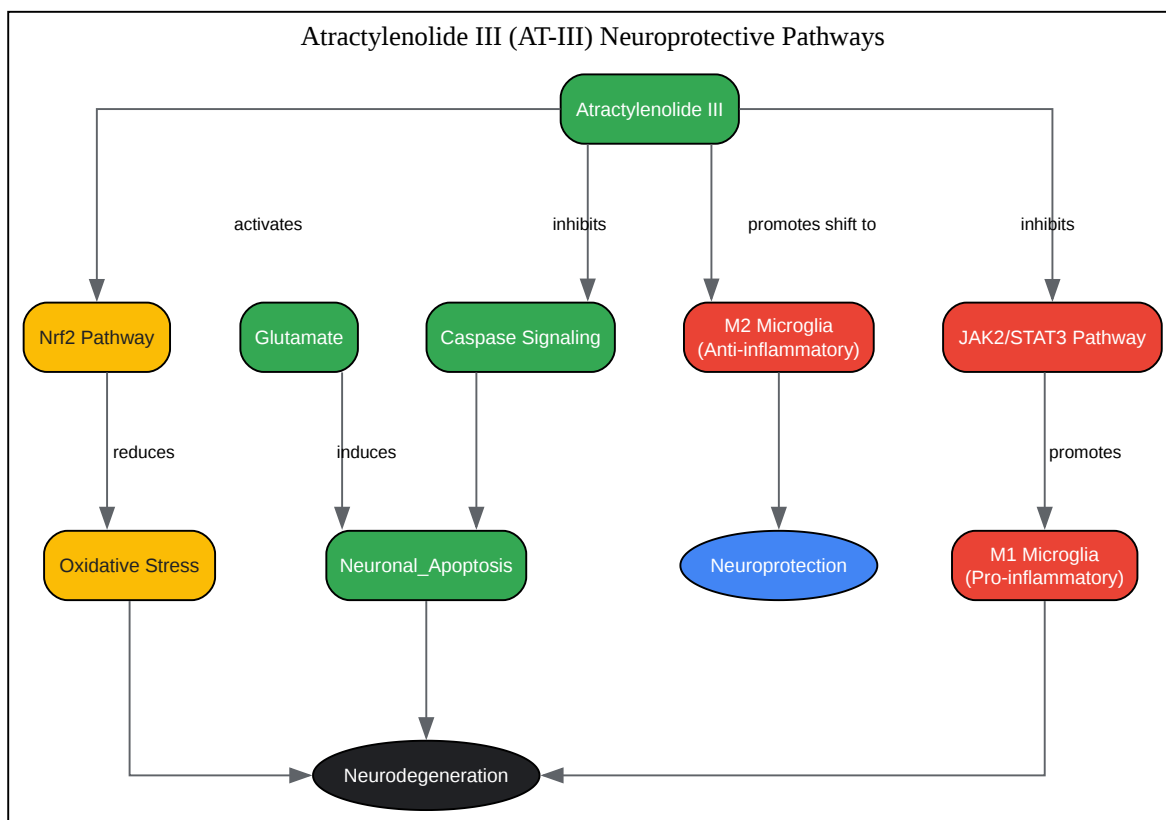 Atractylenolide III (AT-III) Neuroprotective Pathways
Atractylenolide III
activates
inhibits
promotes shift to
inhibits
Nrf2 Pathway
Glutamate
Caspase Signaling
M2 Microglia
(Anti-inflammatory)
JAK2/STAT3 Pathway
reduces
induces
promotes
Oxidative Stress
Neuronal_Apoptosis
Neuroprotection
M1 Microglia
(Pro-inflammatory)
Neurodegeneration